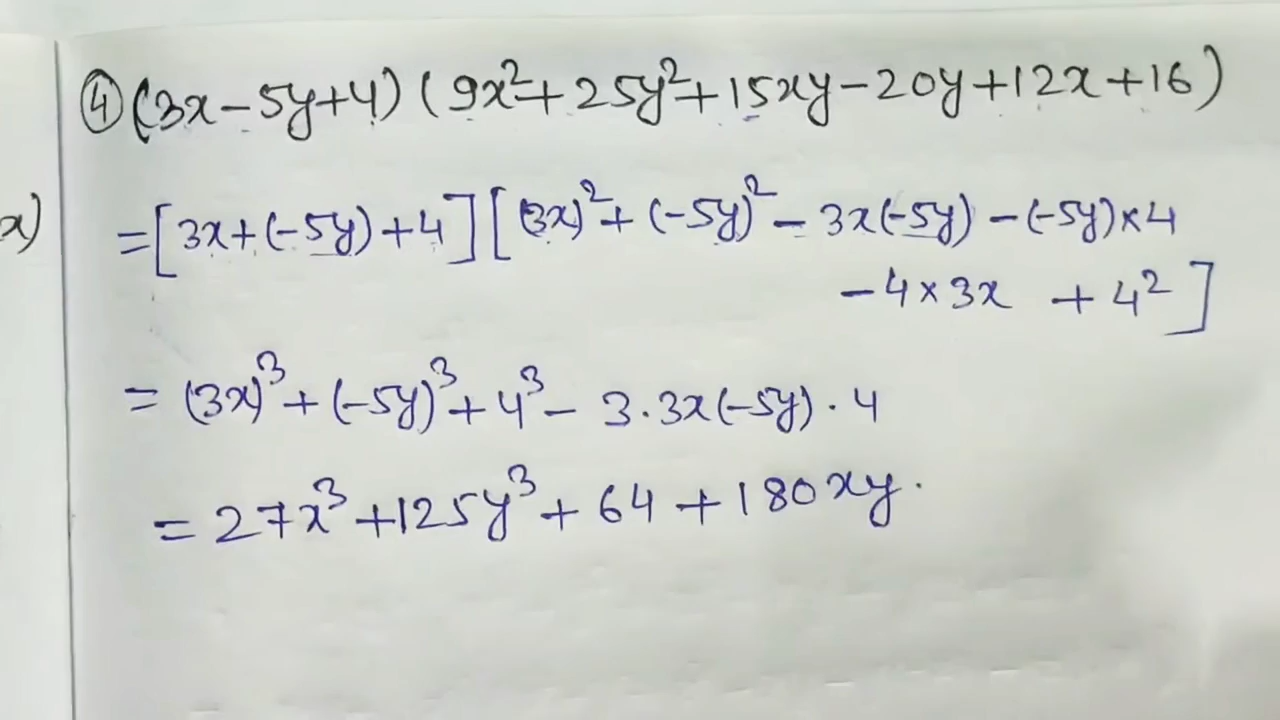 ④ (3x-5y+4) (9x²+25y²+15xy-20y+12x+16)
x)
=[3x+(-5y)+4][(3x)²+(-5y)²-3x(-5y)-(-5y)×4
-4×3x +4²]
= (3x)³+(-5y)³+4³-3·3x(-5y)·4
=27x³+125y³+64+180xy.